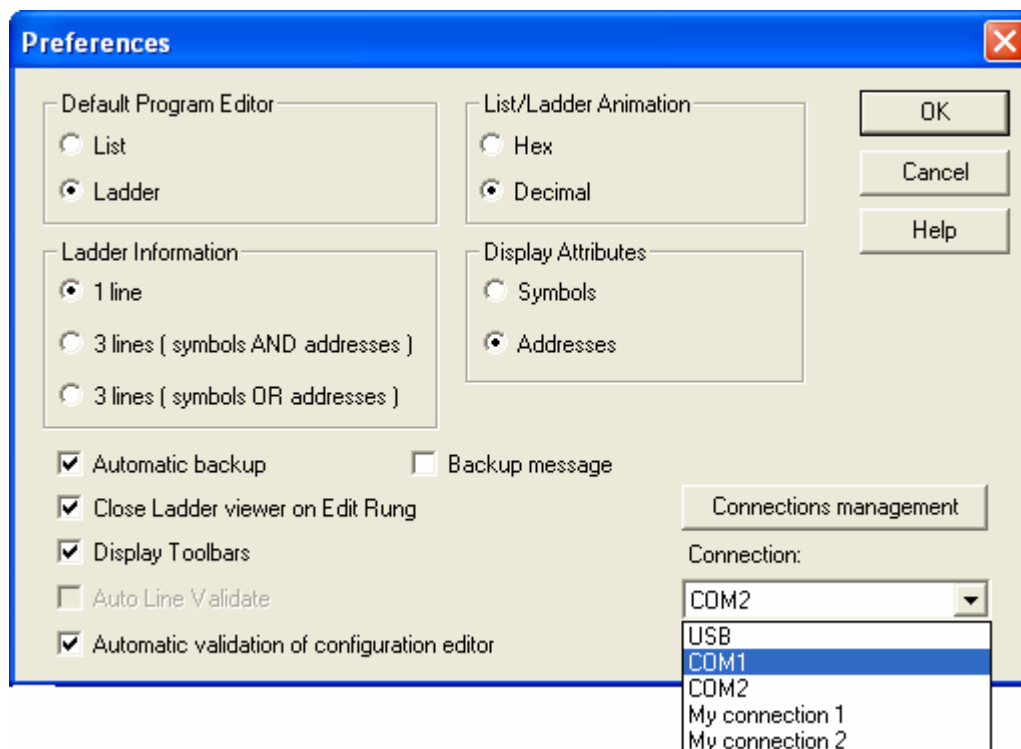 Preferences
Default Program Editor
List
Ladder
List/Ladder Animation
Hex
Decimal
OK
Cancel
Help
Ladder Information
1 line
3 lines ( symbols AND addresses )
3 lines ( symbols OR addresses )
Display Attributes
Symbols
Addresses
Automatic backup
Backup message
Close Ladder viewer on Edit Rung
Display Toolbars
Auto Line Validate
Automatic validation of configuration editor
Connections management
Connection:
COM2
USB
COM1
COM2
My connection 1
My connection 2